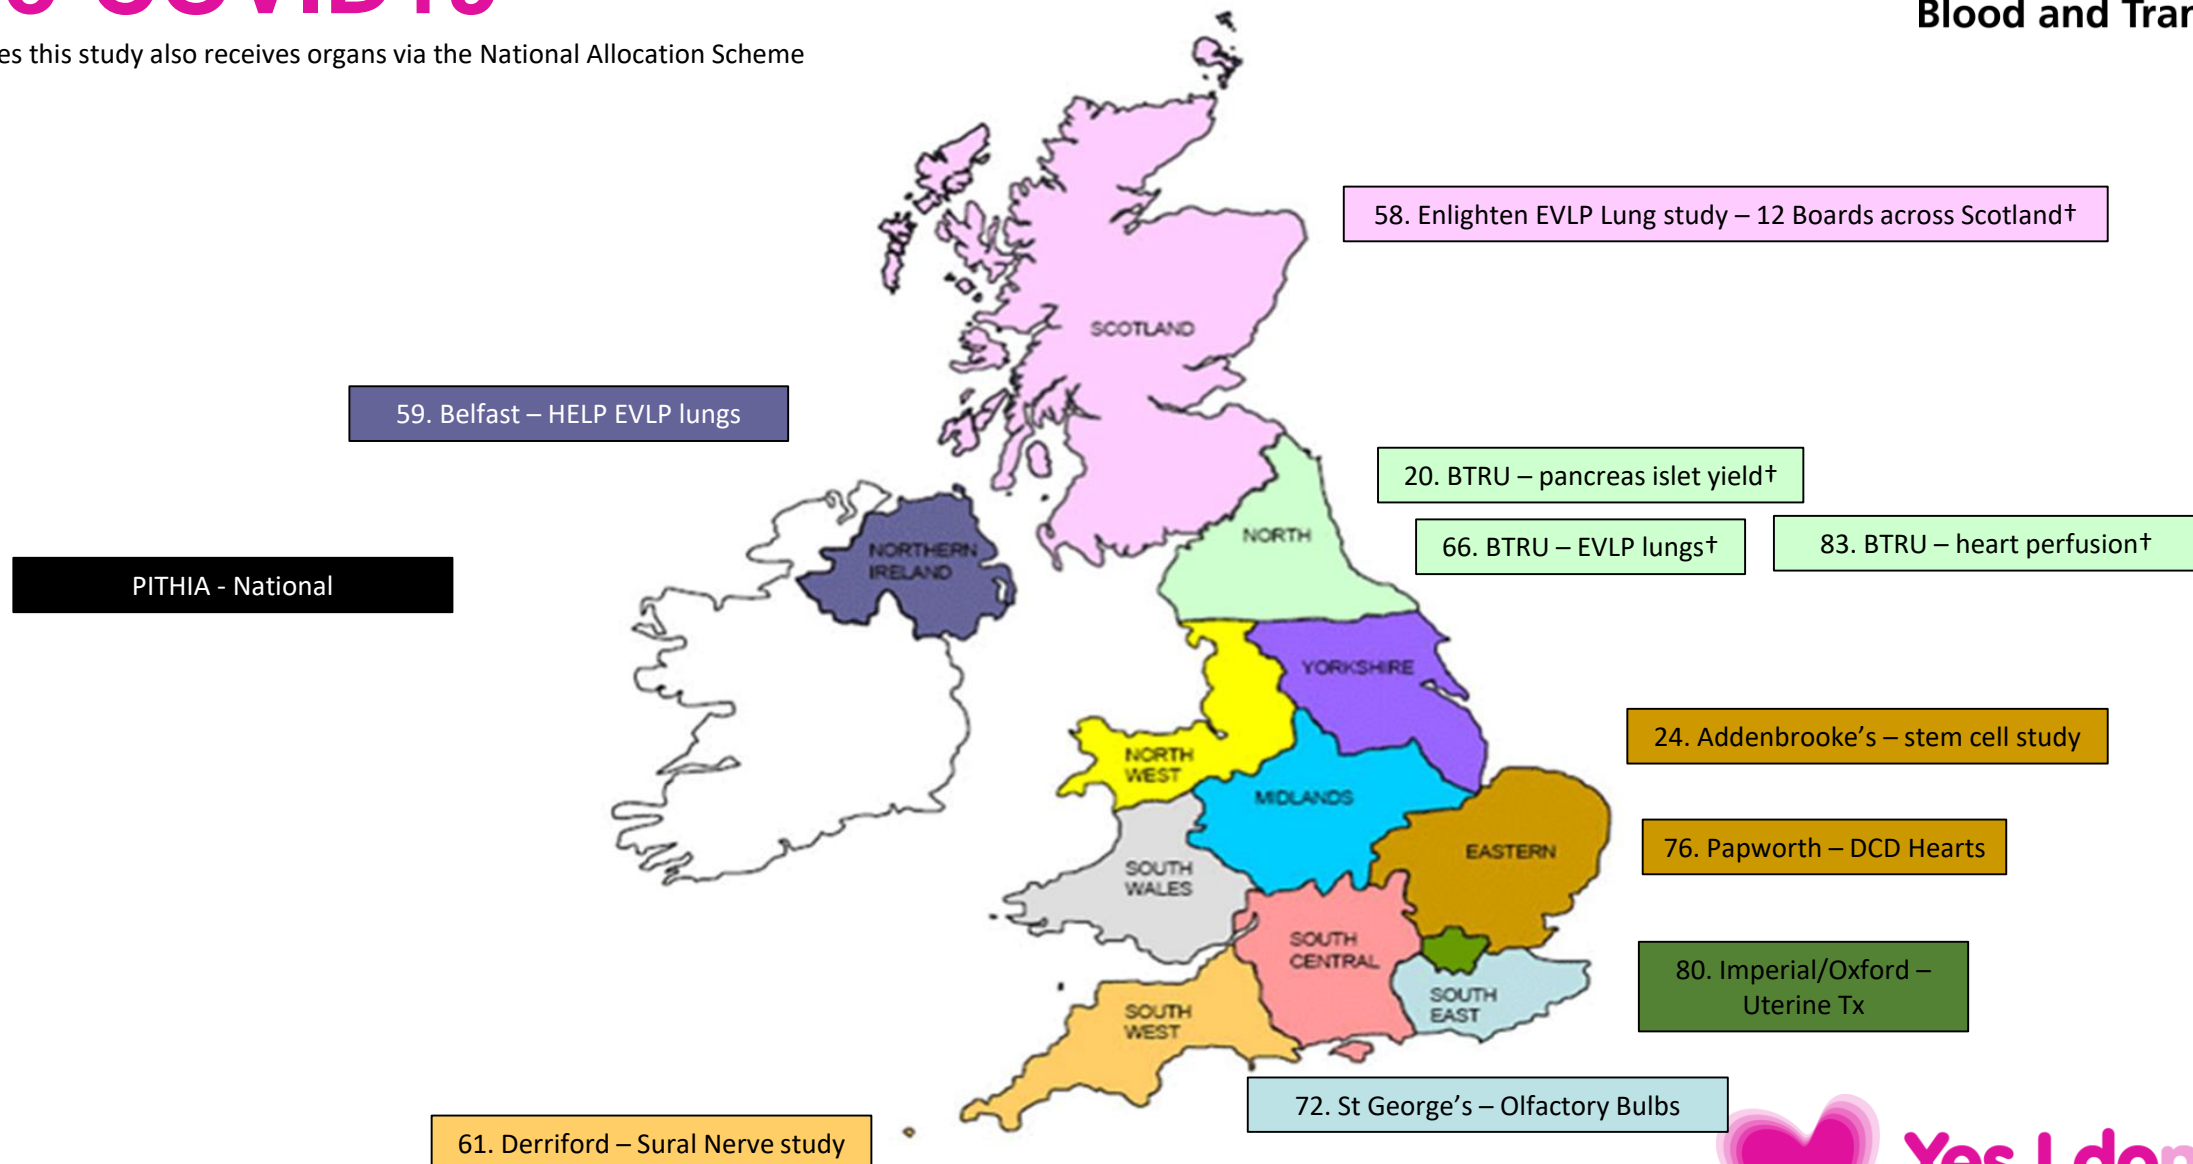 COVID19
Blood and Tran
es this study also receives organs via the National Allocation Scheme
58. Enlighten EVLP Lung study – 12 Boards across Scotland†
SCOTLAND
59. Belfast – HELP EVLP lungs
20. BTRU – pancreas islet yield†
NORTH
66. BTRU – EVLP lungs†
83. BTRU – heart perfusion†
NORTHERN
IRELAND
PITHIA - National
YORKSHIRE
24. Addenbrooke’s – stem cell study
NORTH
WEST
MIDLANDS
76. Papworth – DCD Hearts
EASTERN
SOUTH
WALES
SOUTH
CENTRAL
80. Imperial/Oxford –
Uterine Tx
SOUTH
EAST
SOUTH
WEST
72. St George’s – Olfactory Bulbs
61. Derriford – Sural Nerve study
Yes I don